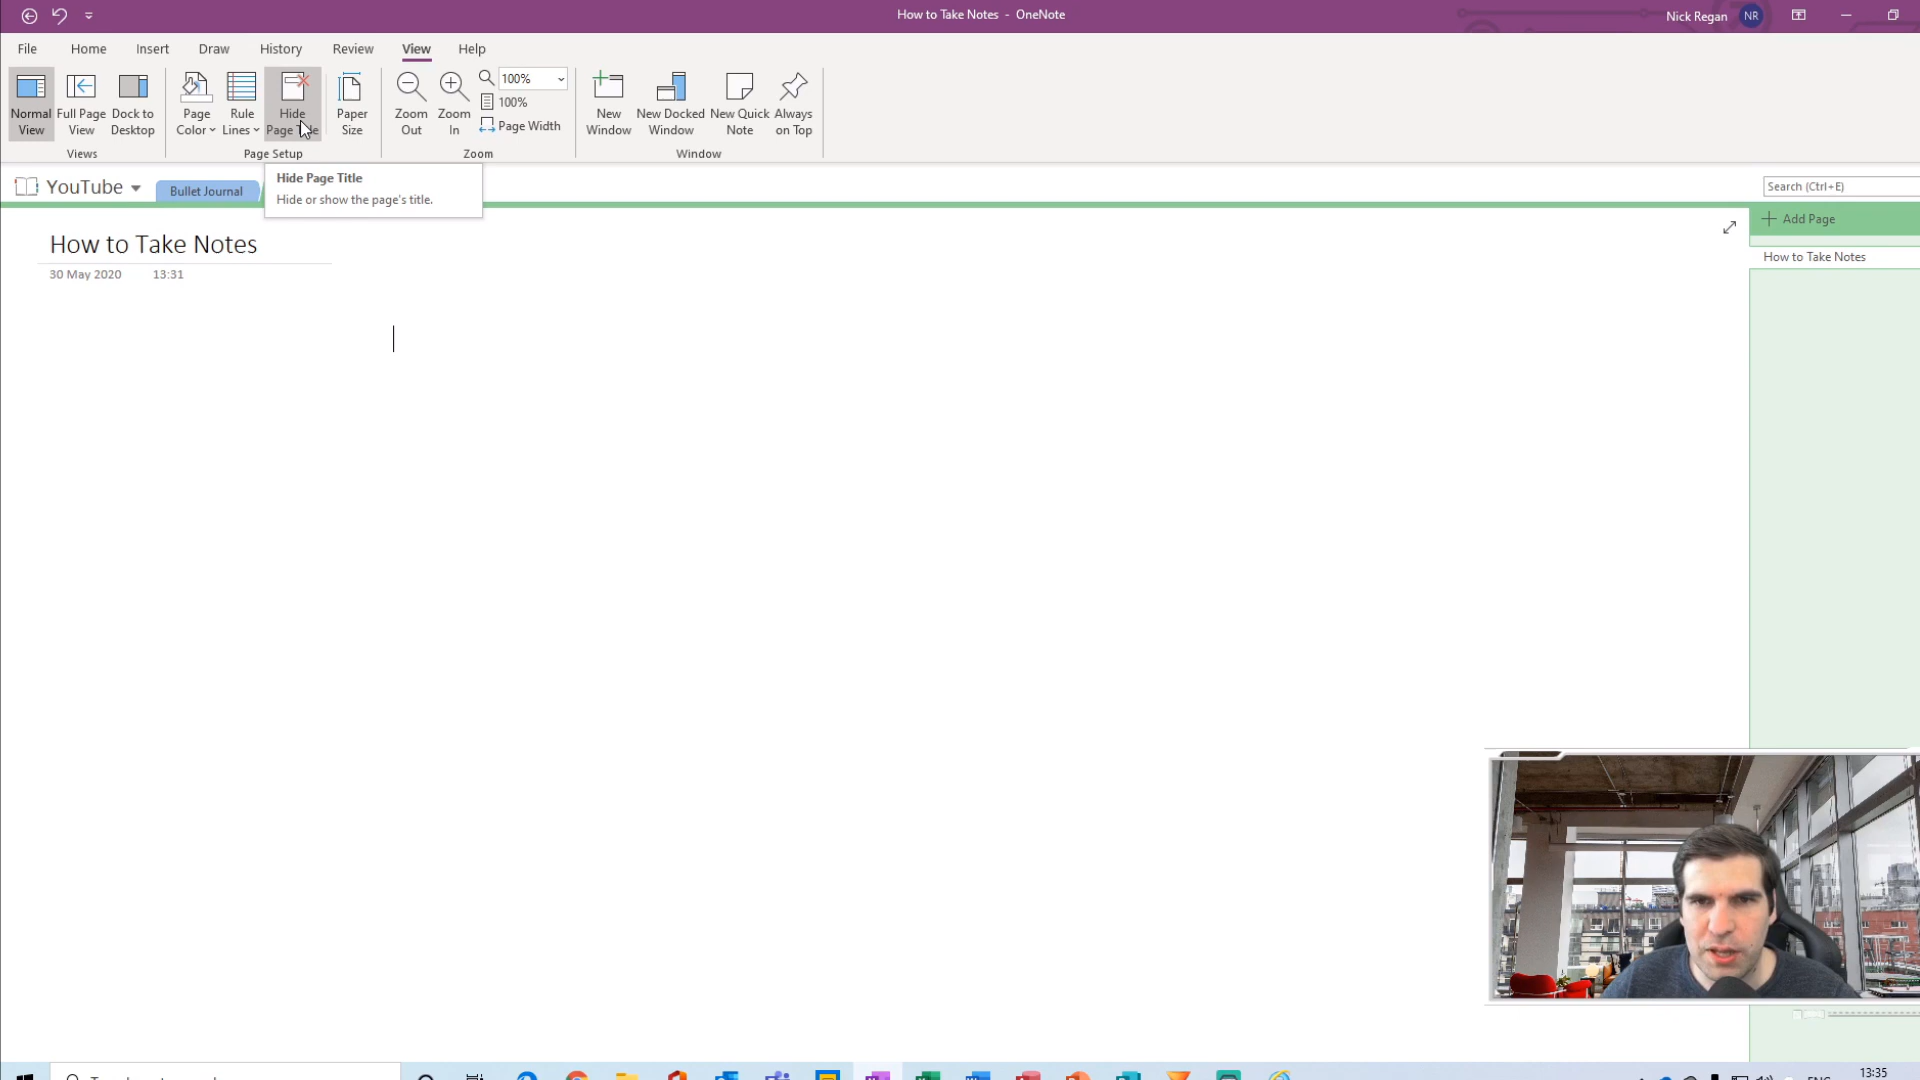 How to Take Notes - OneNote
Nick Regan NR
File Home Insert Draw History Review View Help
Normal View
Full Page View
Dock to Desktop
Page Color
Rule Lines
Hide Page
Paper Size
Zoom Out
Zoom In
100%
100%
Page Width
New Window
New Docked Window
New Quick Note
Always on Top
Views
Page Setup
Zoom
Window
Hide Page Title
Hide or show the page's title.
YouTube
Bullet Journal
Search (Ctrl+E)
Add Page
How to Take Notes
How to Take Notes
30 May 2020 13:31
13:35